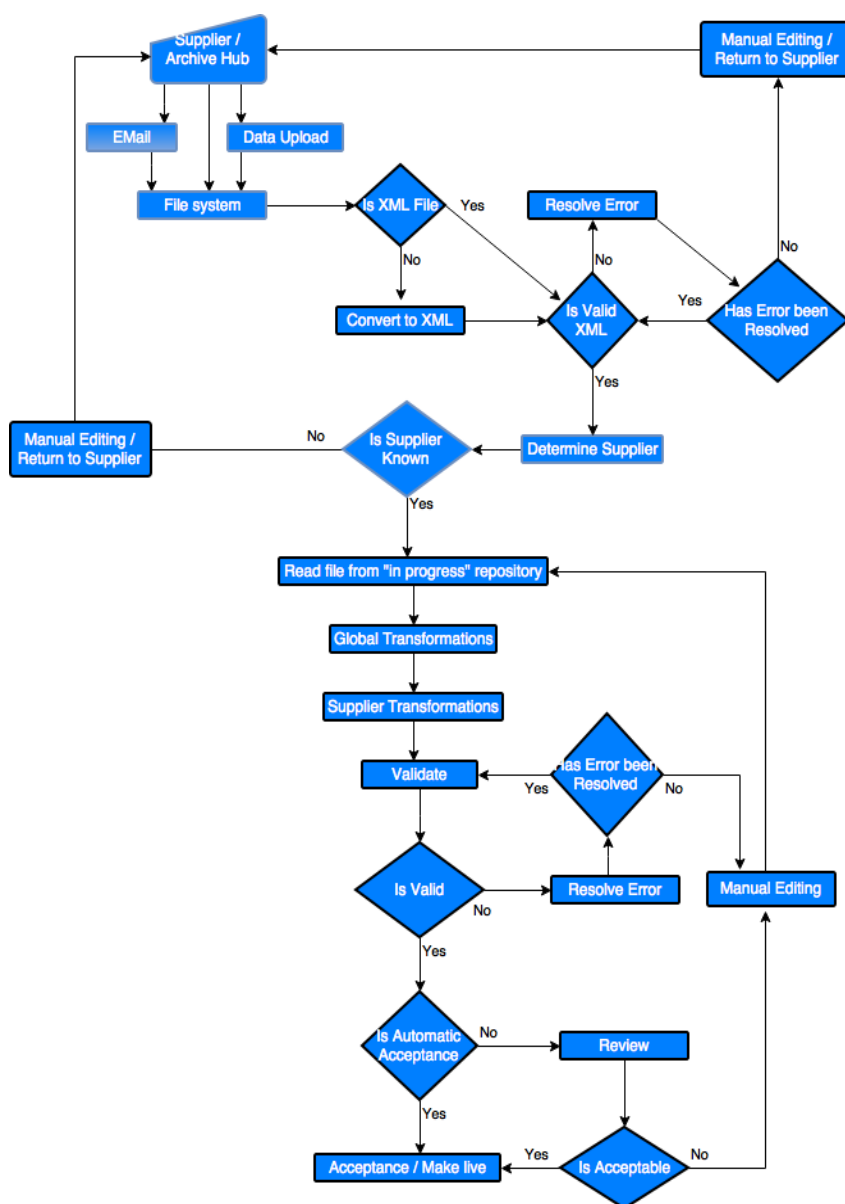 Supplier /
Archive Hub
Manual Editing /
Return to Supplier
EMail
Data Upload
File system
Is XML File
Yes
Resolve Error
No
No
No
Convert to XML
Is Valid
XML
Yes
Has Error been
Resolved
Yes
Manual Editing /
Return to Supplier
No
Is Supplier
Known
Determine Supplier
Yes
Read file from "in progress" repository
Global Transformations
Supplier Transformations
Validate
Yes
Has Error been
Resolved
No
Is Valid
No
Resolve Error
Manual Editing
Yes
Is Automatic
Acceptance
No
Review
Yes
Acceptance / Make live
Yes
Is Acceptable
No